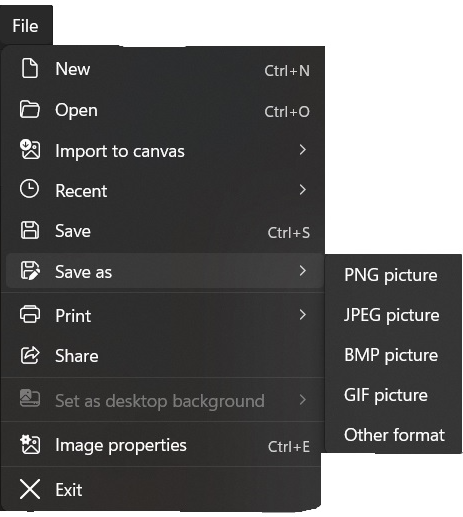 File
New Ctrl+N
Open Ctrl+O
Import to canvas
Recent
Save Ctrl+S
Save as
Print
Share
Set as desktop background
Image properties Ctrl+E
Exit
PNG picture
JPEG picture
BMP picture
GIF picture
Other format